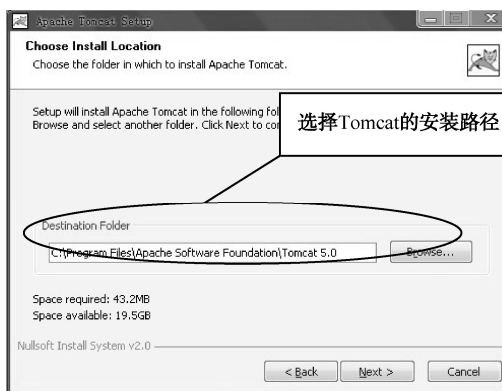 Apache Tomcat Setup
Choose Install Location
Choose the folder in which to install Apache Tomcat.
Setup will install Apache Tomcat in the following fol
Browse and select another folder. Click Next to con
选择Tomcat的安装路径
Destination Folder
C:\Program Files\Apache Software Foundation\Tomcat 5.0
Browse...
Space required: 43.2MB
Space available: 19.5GB
Nullsoft Install System v2.0
< Back
Next >
Cancel